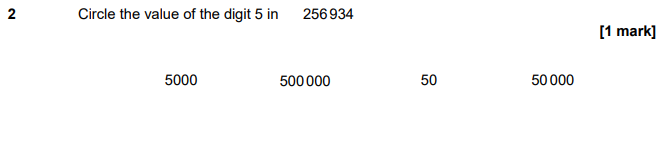 2 Circle the value of the digit 5 in 256 934
[1 mark]
5000 500 000 50 50 000